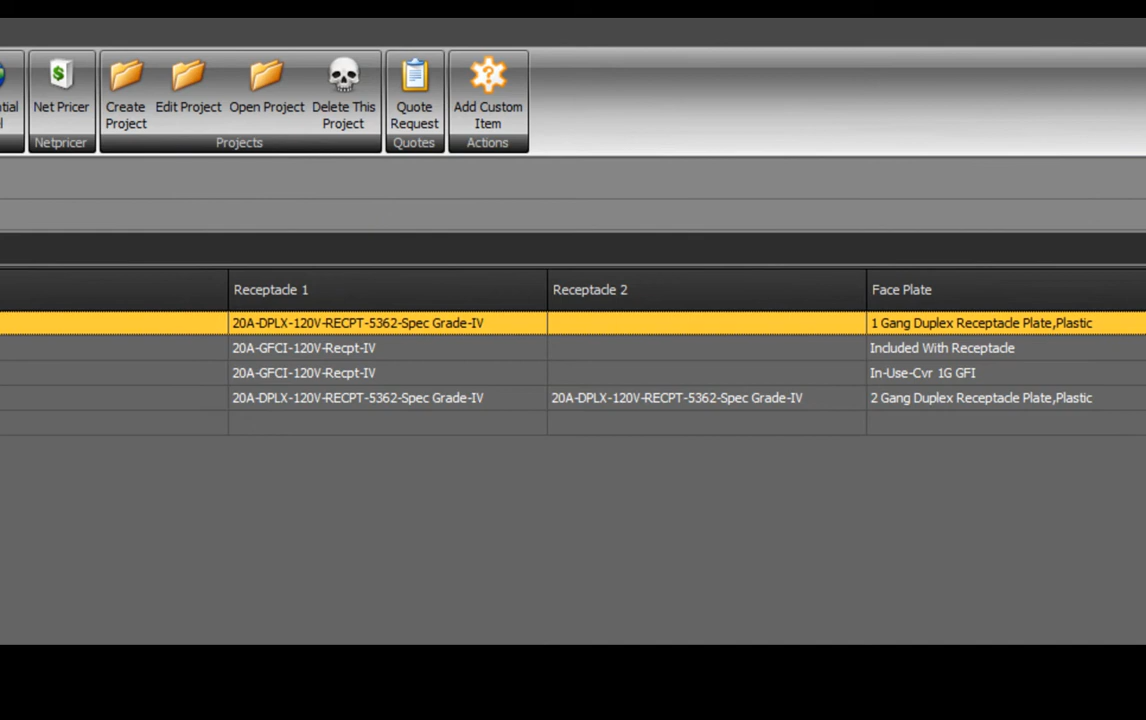 tial
l
Net Pricer
Netpricer
Create
Project
Edit Project
Open Project
Delete This
Project
Projects
Quote
Request
Quotes
Add Custom
Item
Actions
Receptacle 1 Receptacle 2 Face Plate
20A-DPLX-120V-RECPT-5362-Spec Grade-IV 1 Gang Duplex Receptacle Plate,Plastic
20A-GFCI-120V-Recpt-IV Included With Receptacle
20A-GFCI-120V-Recpt-IV In-Use-Cvr 1G GFI
20A-DPLX-120V-RECPT-5362-Spec Grade-IV 20A-DPLX-120V-RECPT-5362-Spec Grade-IV 2 Gang Duplex Receptacle Plate,Plastic